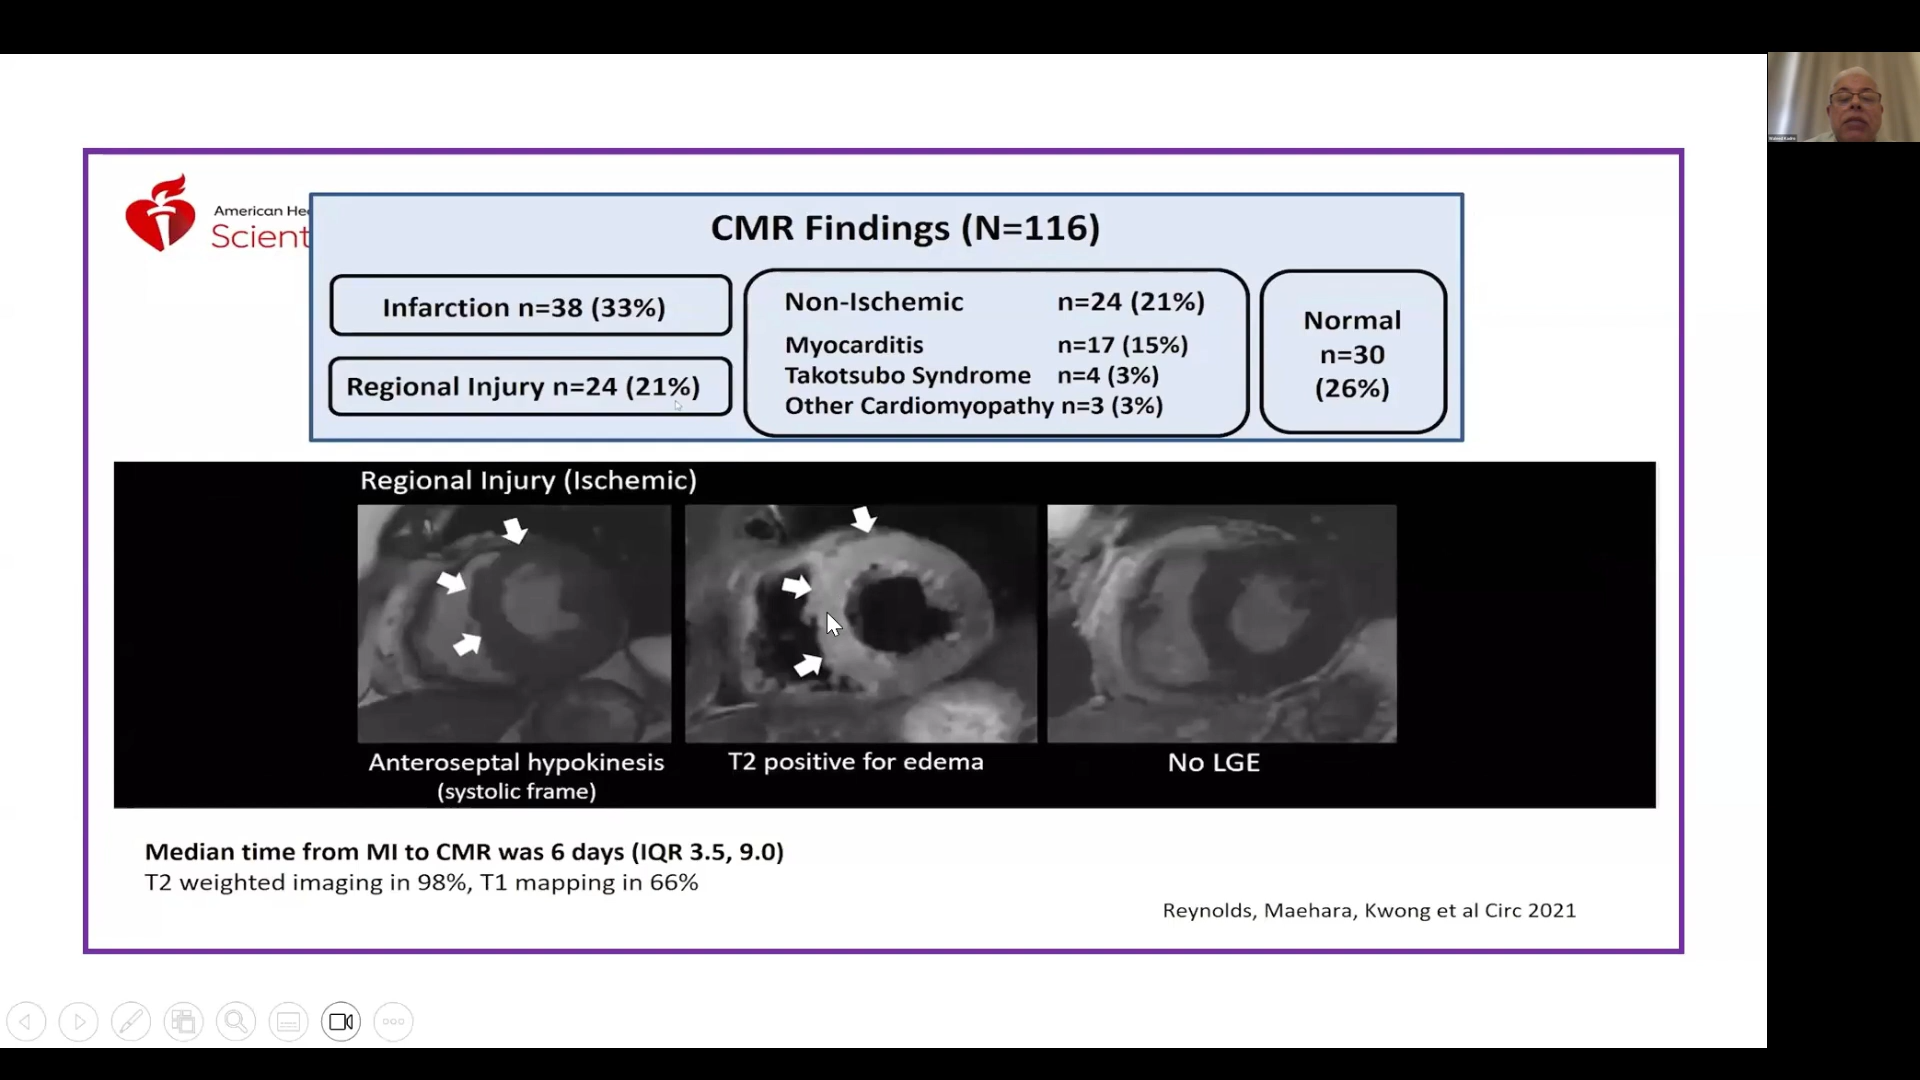 American He
Scient
CMR Findings (N=116)
Infarction n=38 (33%)
Regional Injury n=24 (21%)
Non-Ischemic n=24 (21%)
Myocarditis n=17 (15%)
Takotsubo Syndrome n=4 (3%)
Other Cardiomyopathy n=3 (3%)
Normal
n=30
(26%)
Regional Injury (Ischemic)
Anteroseptal hypokinesis
(systolic frame)
T2 positive for edema
No LGE
Median time from MI to CMR was 6 days (IQR 3.5, 9.0)
T2 weighted imaging in 98%, T1 mapping in 66%
Reynolds, Maehara, Kwong et al Circ 2021